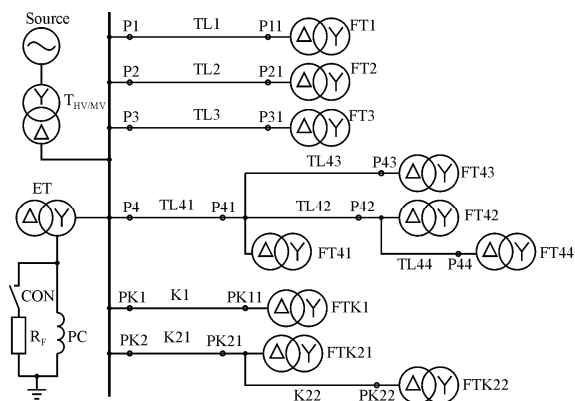 Source
P1 TL1 P11 FT1
P2 TL2 P21 FT2
T HV/MV
P3 TL3 P31 FT3
TL43 P43 FT43
ET
P4 TL41 P41 TL42 P42 FT42
FT41 TL44 P44 FT44
CON
PK1 K1 PK11 FTK1
R F PC
PK2 K21 PK21 FTK21
K22 PK22 FTK22